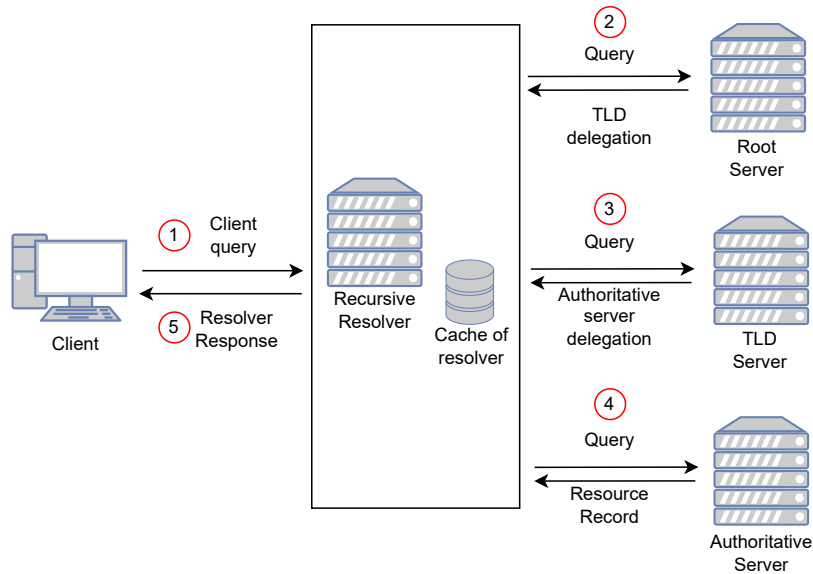 2
Query
TLD
delegation
Root
Server
1
Client
query
5
Resolver
Response
Client
Recursive
Resolver
Cache of
resolver
3
Query
Authoritative
server
delegation
TLD
Server
4
Query
Resource
Record
Authoritative
Server